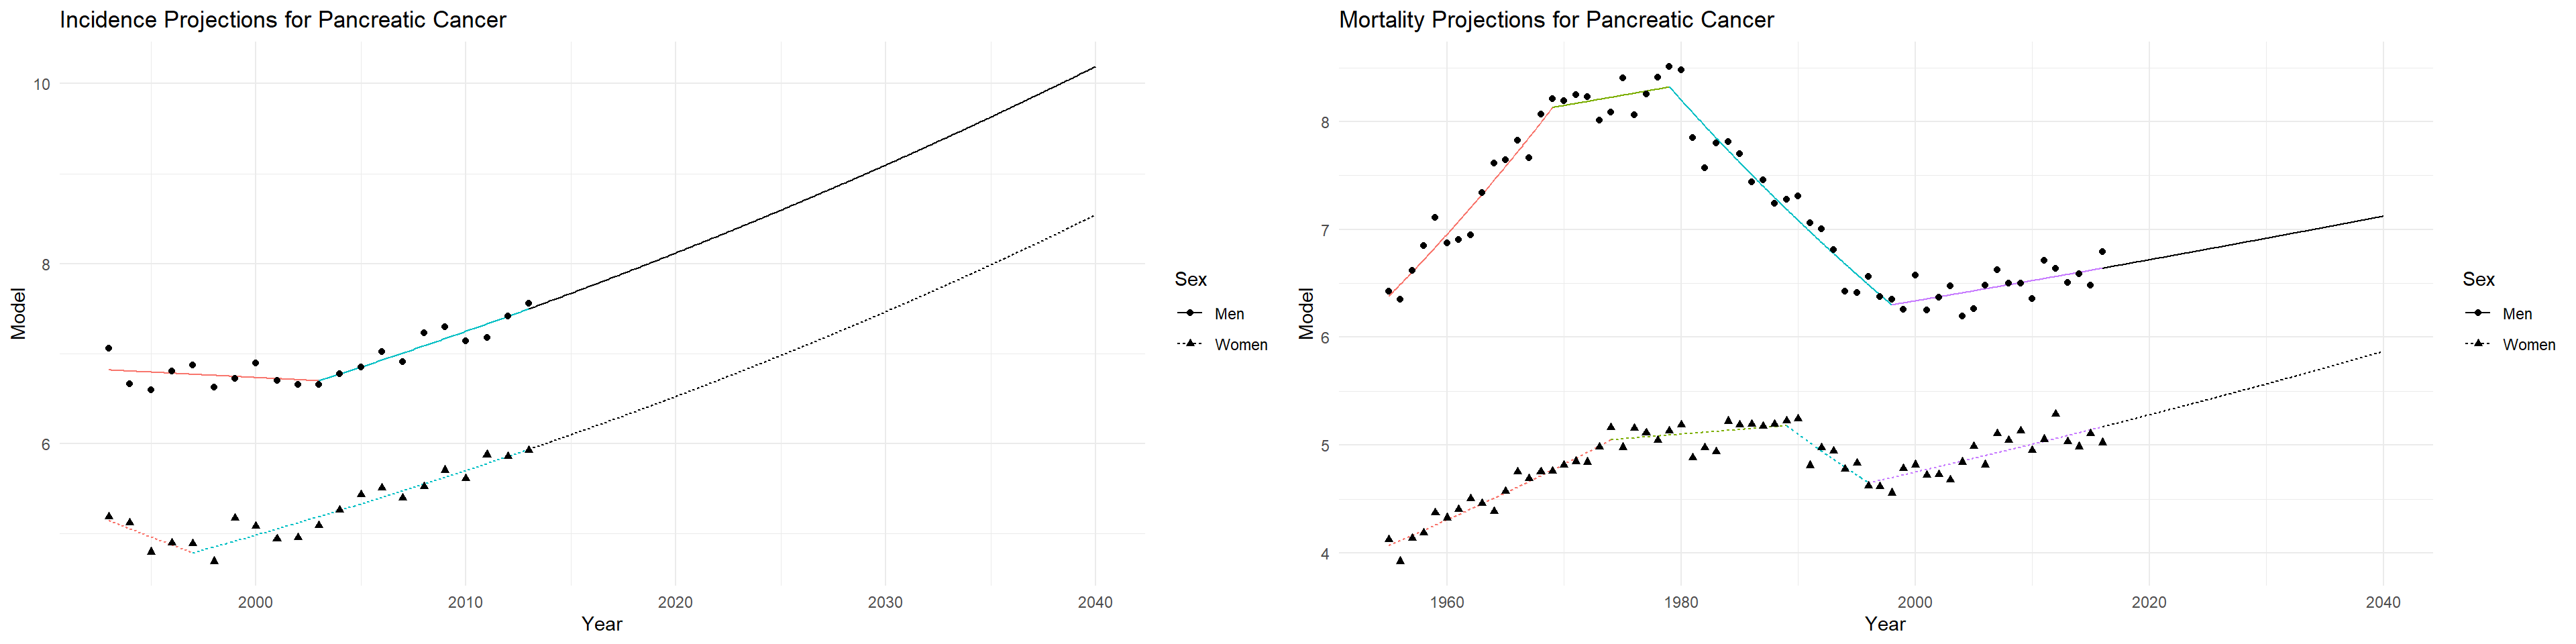 Incidence Projections for Pancreatic Cancer
10
8
6
Model
2000 2010 2020 2030 2040
Year
Sex
Men
Women
Mortality Projections for Pancreatic Cancer
8
7
6
5
4
Model
1960 1980 2000 2020 2040
Year
Sex
Men
Women